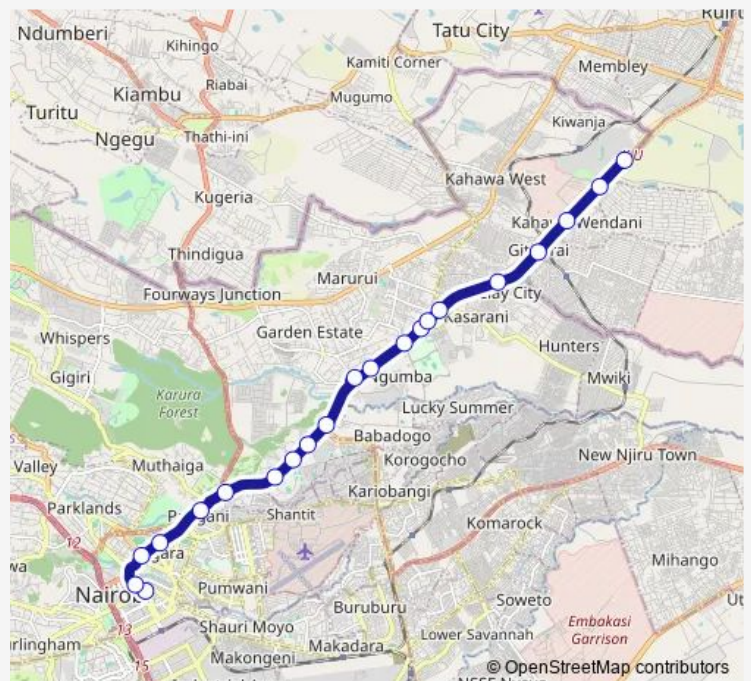 Ndumberi
Tatu City
Kihingo
Kamiti Corner
Membley
Riabai
Kiambu
Mugumo
Turitu
Kiwanja
Ngegu
Thathi-ini
Kahawa West
Kugeria
Wendani
Thindigua
Marurui
Fourways Junction
Kasarani
Whispers
Garden Estate
Hunters
Gigiri
Mwiki
Karura
Forest
Lucky Summer
Babadogo
Muthaiga
Korogocho
New Njiru Town
Valley
Kariobangi
Parklands
Shantit
Komarock
12
Mihango
Pumwani
Soweto
Buruburu
Embakasi
Garrison
13
Shauri Moyo
Lower Savannah
Makadara
Makongeni
15
© OpenStreetMap contributors